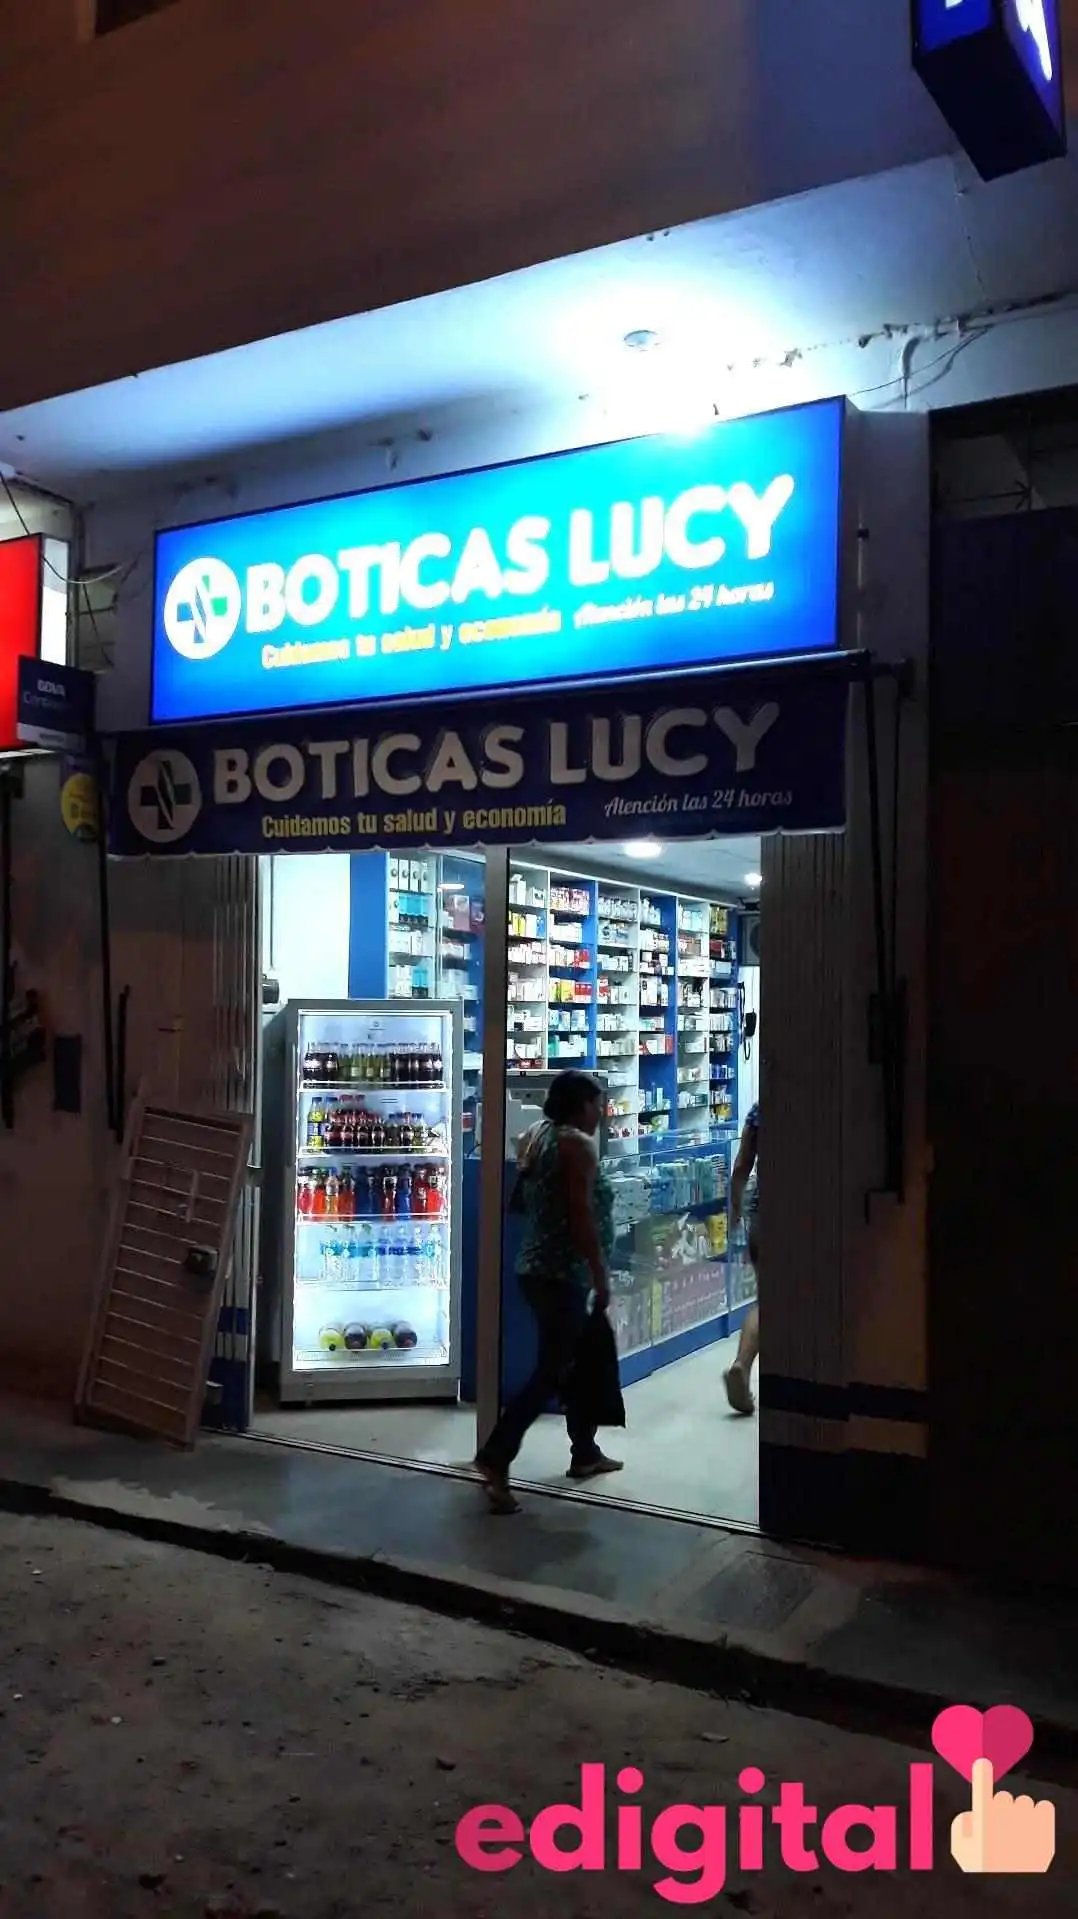 BOTICAS LUCY
Cuidamos tu salud y economía Atención las 24 horas
BBVA
BOTICAS LUCY
Cuidamos tu salud y economía Atención las 24 horas
edigital